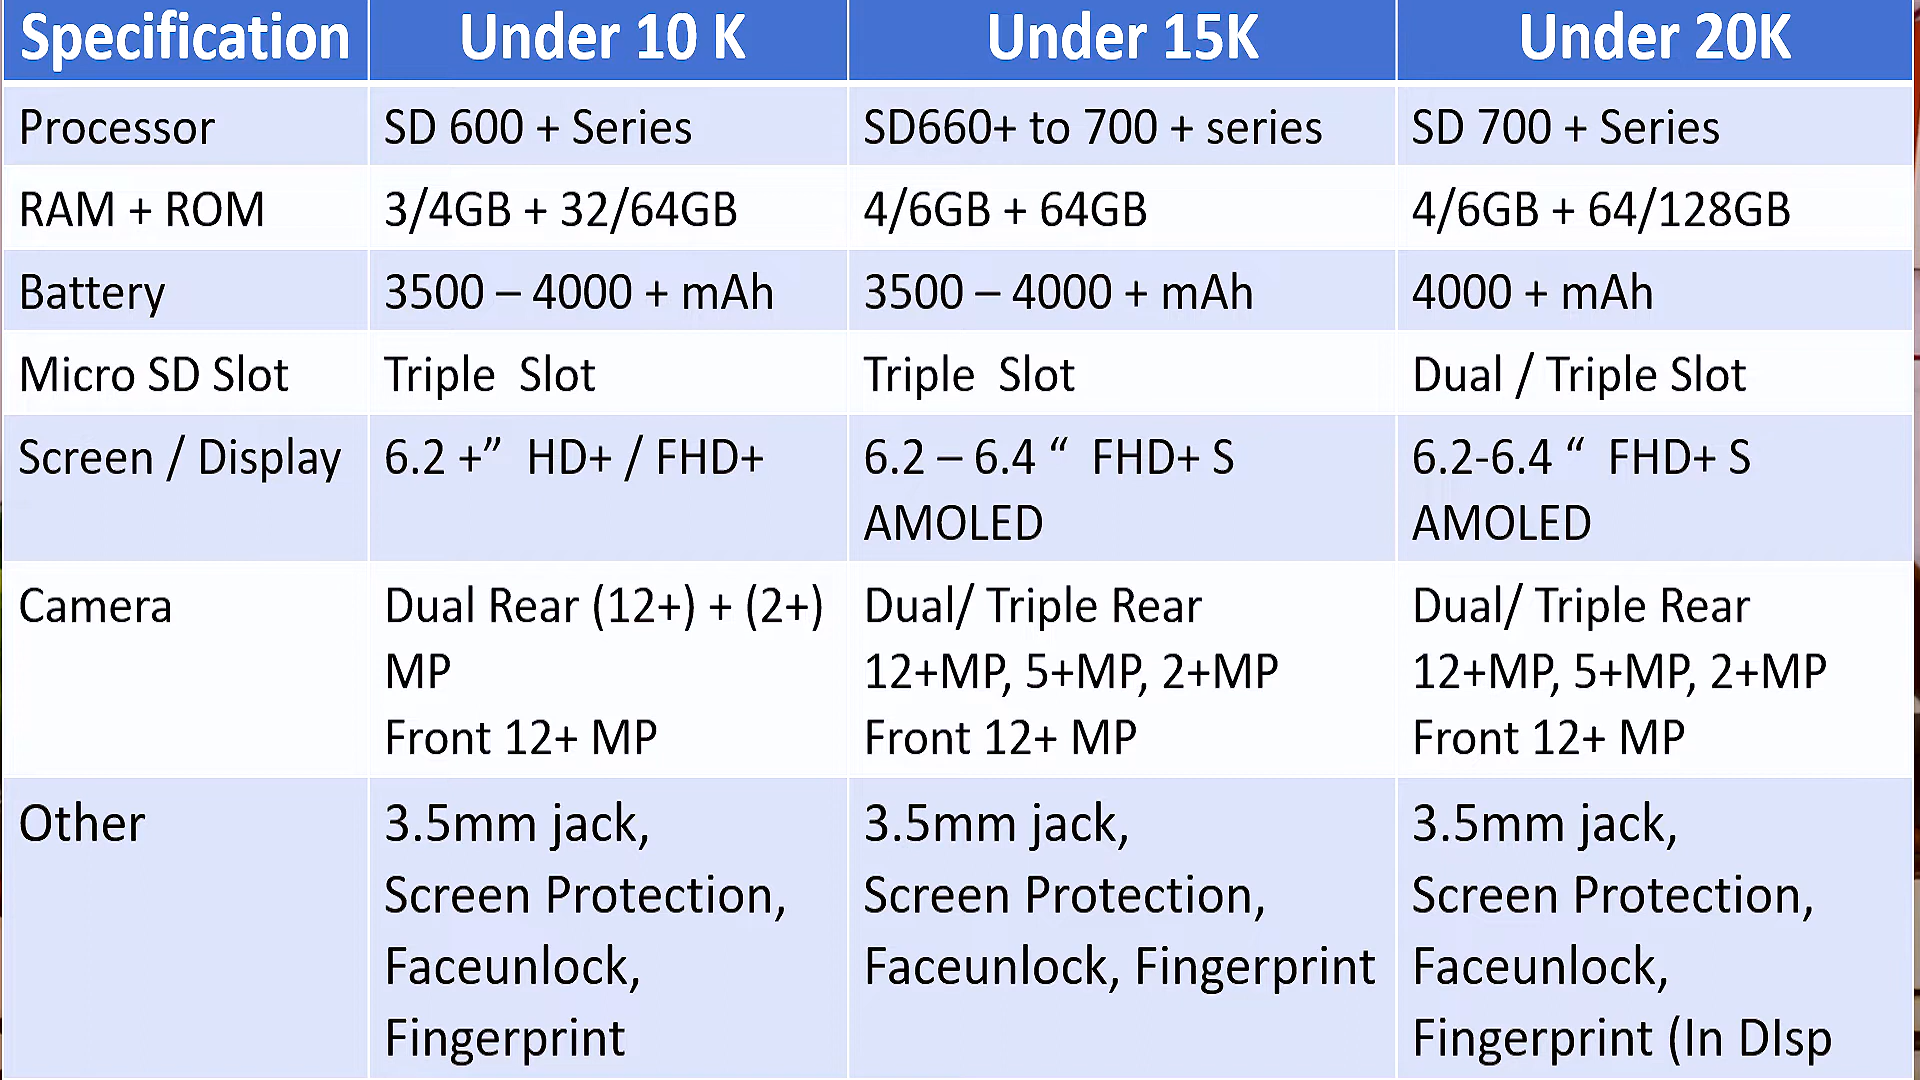 Specification Under 10 K Under 15K Under 20K
Processor SD 600 + Series SD660+ to 700 + series SD 700 + Series
RAM + ROM 3/4GB + 32/64GB 4/6GB + 64GB 4/6GB + 64/128GB
Battery 3500 – 4000 + mAh 3500 – 4000 + mAh 4000 + mAh
Micro SD Slot Triple Slot Triple Slot Dual / Triple Slot
Screen / Display 6.2 +” HD+ / FHD+ 6.2 – 6.4 “ FHD+ S 6.2-6.4 “ FHD+ S
AMOLED AMOLED
Camera Dual Rear (12+) + (2+) Dual/ Triple Rear Dual/ Triple Rear
MP 12+MP, 5+MP, 2+MP 12+MP, 5+MP, 2+MP
Front 12+ MP Front 12+ MP Front 12+ MP
Other 3.5mm jack, 3.5mm jack, 3.5mm jack,
Screen Protection, Screen Protection, Screen Protection,
Faceunlock, Faceunlock, Fingerprint Faceunlock,
Fingerprint Fingerprint (In DIsp